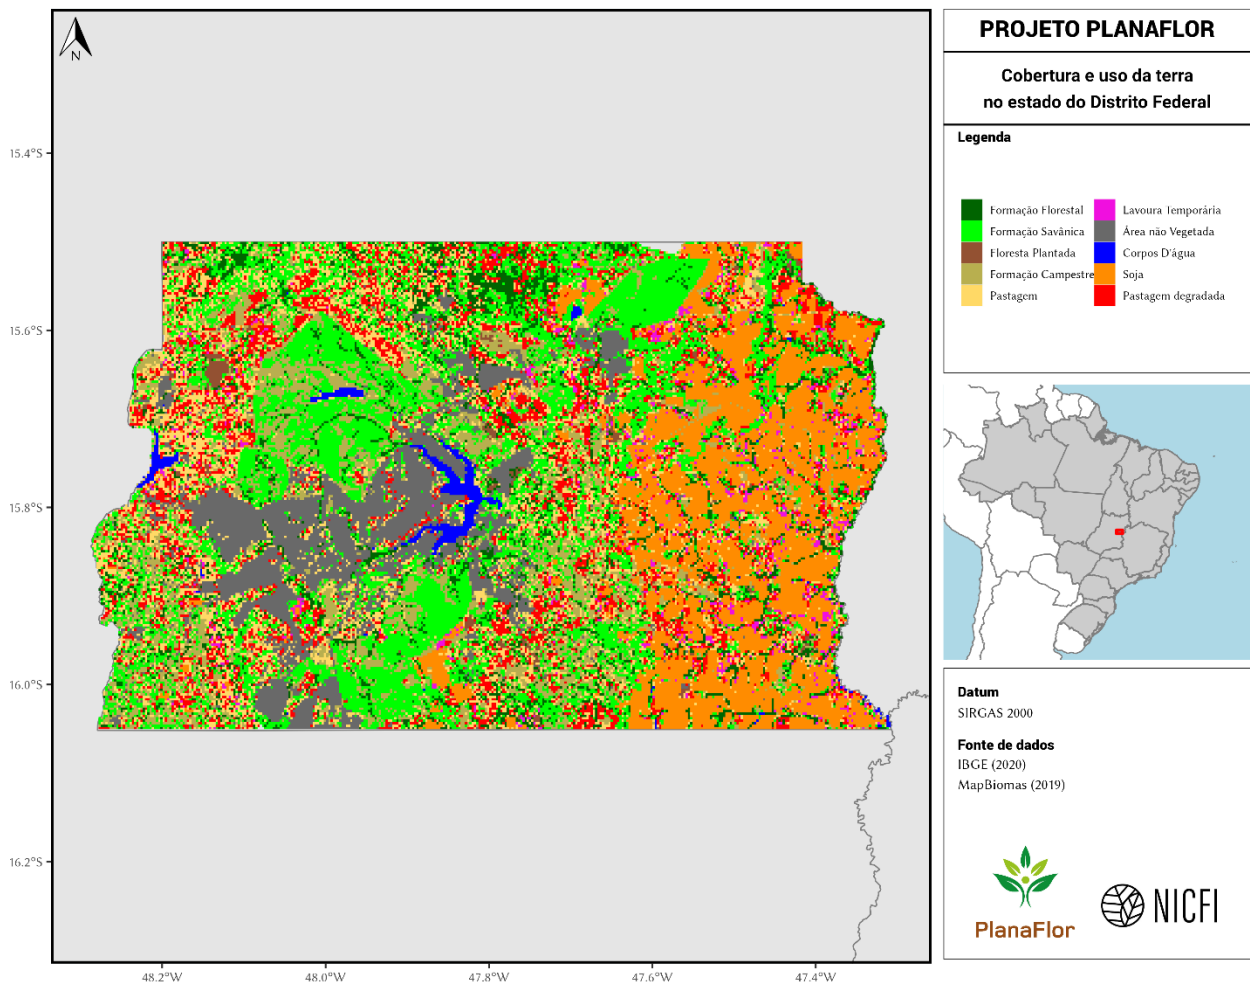 N
15.4°S
15.6°S
15.8°S
16.0°S
16.2°S
48.2°W
48.0°W
47.8°W
47.6°W
47.4°W
PROJETO PLANAFLOR
Cobertura e uso da terra
no estado do Distrito Federal
Legenda
Formação Florestal
Formação Savânica
Floresta Plantada
Formação Campestre
Pastagem
Lavoura Temporária
Área não Vegetada
Corpos D'água
Soja
Pastagem degradada
Datum
SIRGAS 2000
Fonte de dados
IBGE (2020)
MapBiomas (2019)
PlanaFlor
NICFI